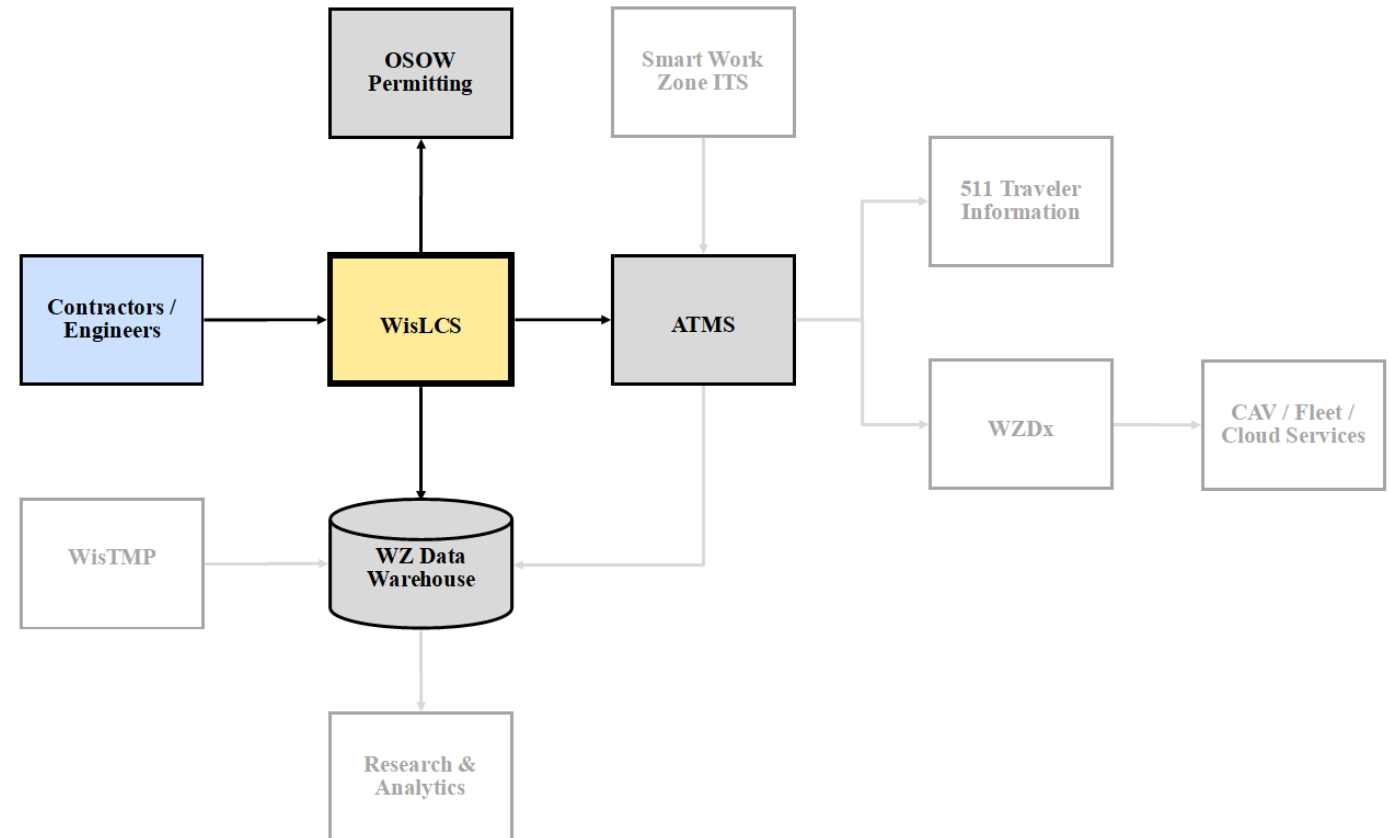 OSOW
Permitting
Smart Work
Zone ITS
511 Traveler
Information
Contractors /
Engineers
WisLCS
ATMS
WZDx
CAV / Fleet /
Cloud Services
WisTMP
WZ Data
Warehouse
Research &
Analytics